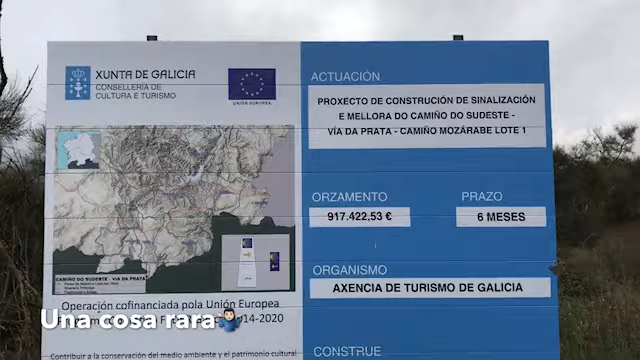 XUNTA DE GALICIA
CONSELLERÍA DE
CULTURA E TURISMO
UNIÓN EUROPEA
ACTUACIÓN
PROXECTO DE CONSTRUCIÓN DE SINALIZACIÓN
E MELLORA DO CAMIÑO DO SUDESTE -
VÍA DA PRATA - CAMIÑO MOZÁRABE LOTE 1
ORZAMENTO
917.422,53 €
PRAZO
6 MESES
ORGANISMO
AXENCIA DE TURISMO DE GALICIA
CONSTRUE
CAMIÑO DO SUDESTE - VÍA DA PRATA
Operación cofinanciada pola Unión Europea
014-2020
Una cosa rara🤷🏻‍♂️
Contribuir a la conservación del medio ambiente y el patrimonio cultural